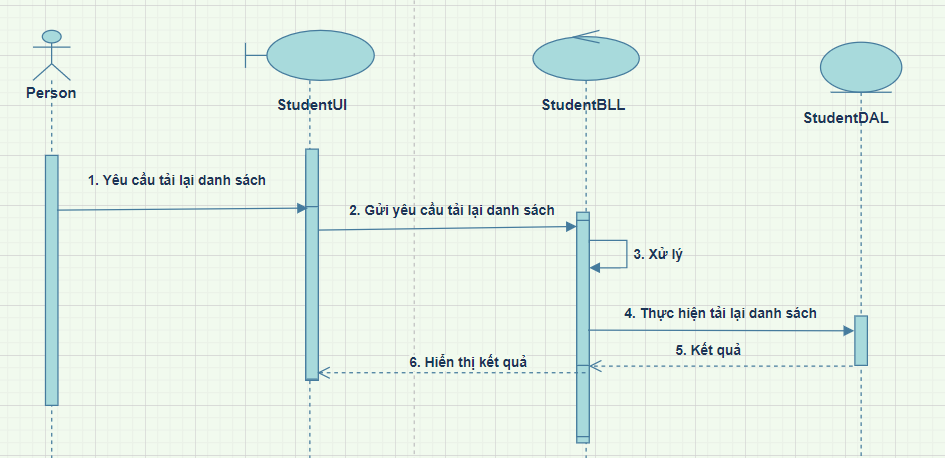 Person
StudentUI
StudentBLL
StudentDAL
1. Yêu cầu tải lại danh sách
2. Gửi yêu cầu tải lại danh sách
3. Xử lý
4. Thực hiện tải lại danh sách
5. Kết quả
6. Hiển thị kết quả